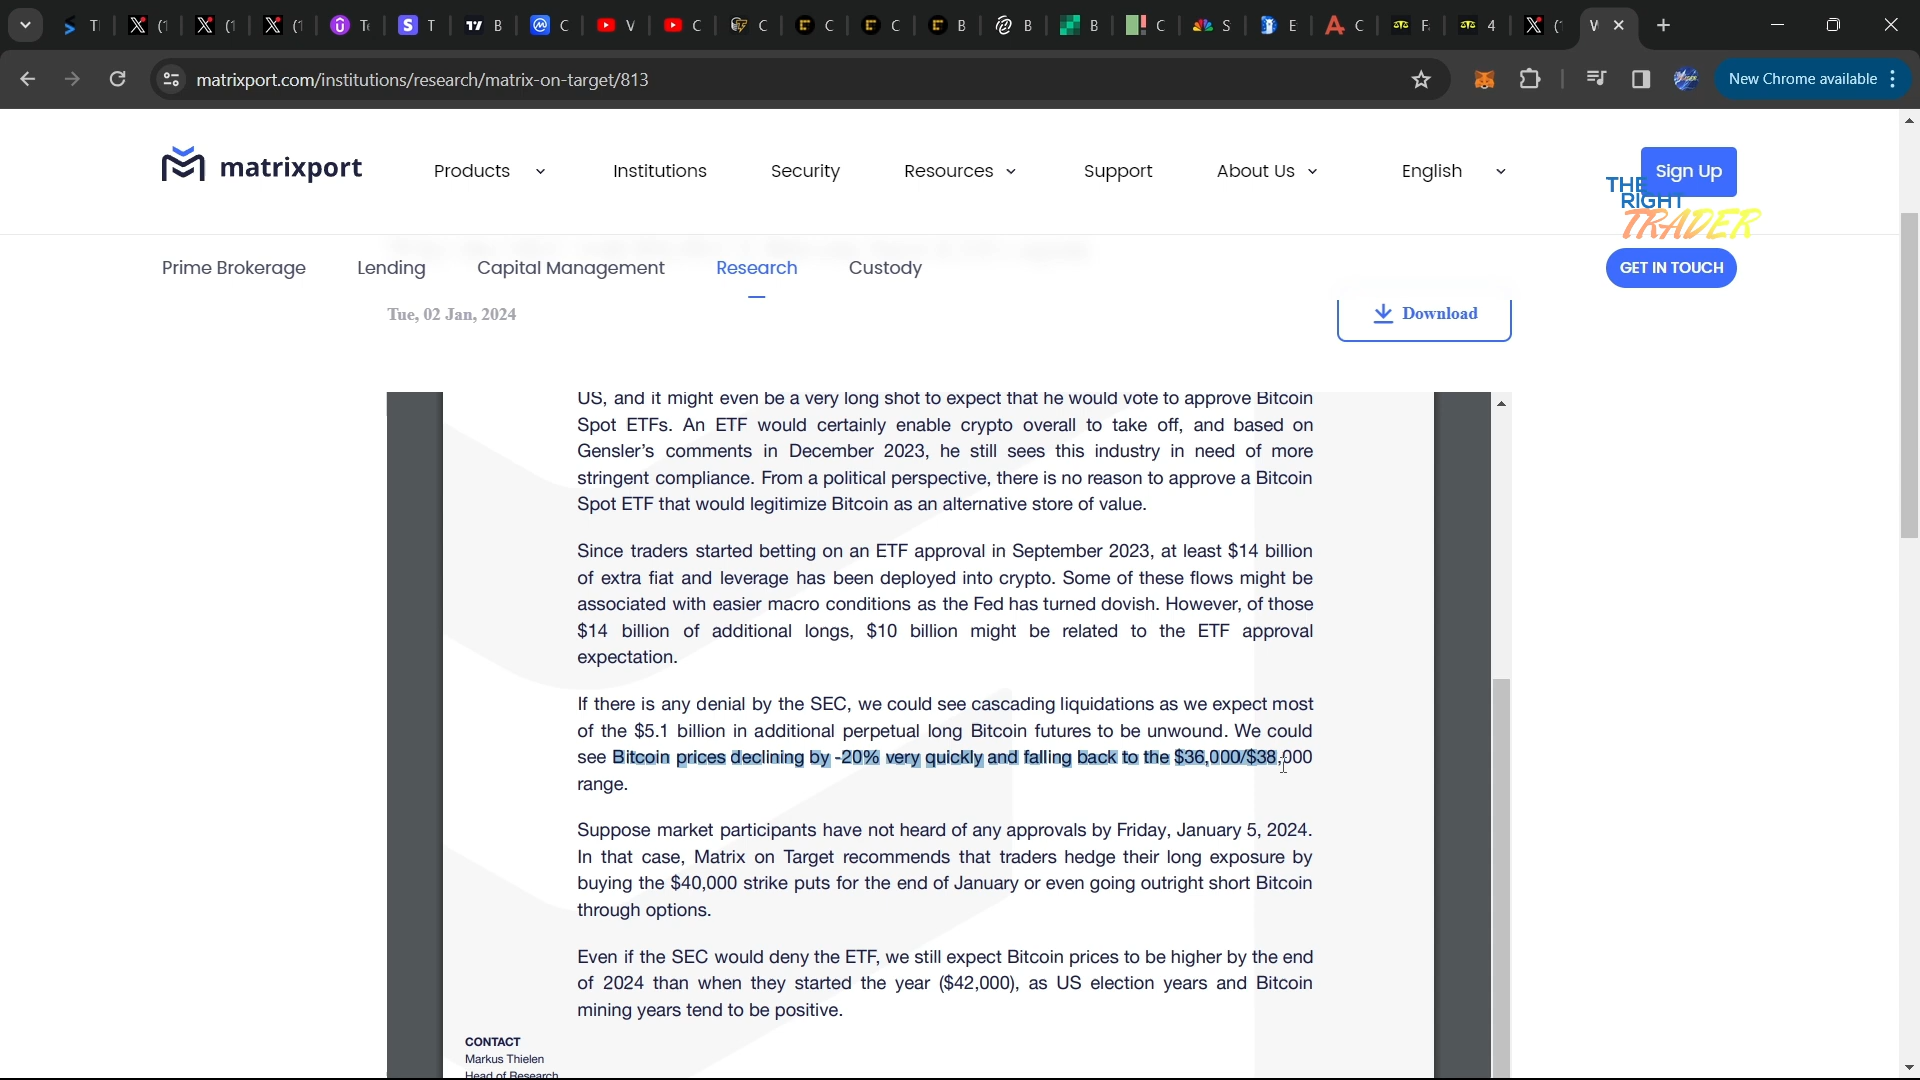 matrixport.com/institutions/research/matrix-on-target/813
New Chrome available
matrixport
Products
Institutions
Security
Resources
Support
About Us
English
Sign Up
THE
RIGHT
TRADER
Prime Brokerage
Lending
Capital Management
Research
Custody
GET IN TOUCH
Tue, 02 Jan, 2024
Download
US, and it might even be a very long shot to expect that he would vote to approve Bitcoin
Spot ETFs. An ETF would certainly enable crypto overall to take off, and based on
Gensler's comments in December 2023, he still sees this industry in need of more
stringent compliance. From a political perspective, there is no reason to approve a Bitcoin
Spot ETF that would legitimize Bitcoin as an alternative store of value.
Since traders started betting on an ETF approval in September 2023, at least $14 billion
of extra fiat and leverage has been deployed into crypto. Some of these flows might be
associated with easier macro conditions as the Fed has turned dovish. However, of those
$14 billion of additional longs, $10 billion might be related to the ETF approval
expectation.
If there is any denial by the SEC, we could see cascading liquidations as we expect most
of the $5.1 billion in additional perpetual long Bitcoin futures to be unwound. We could
see Bitcoin prices declining by -20% very quickly and falling back to the $36,000/$38,000
range.
Suppose market participants have not heard of any approvals by Friday, January 5, 2024.
In that case, Matrix on Target recommends that traders hedge their long exposure by
buying the $40,000 strike puts for the end of January or even going outright short Bitcoin
through options.
Even if the SEC would deny the ETF, we still expect Bitcoin prices to be higher by the end
of 2024 than when they started the year ($42,000), as US election years and Bitcoin
mining years tend to be positive.
CONTACT
Markus Thielen
Head of Research